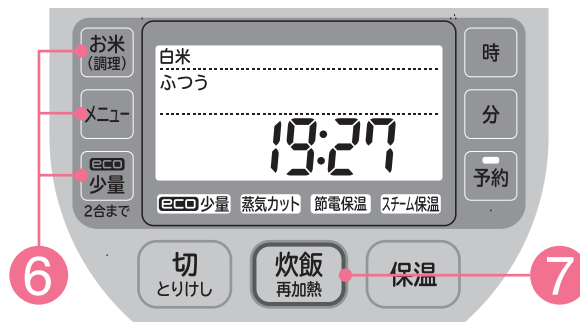 お米
(調理)
メニュー
eco
少量
2合まで
白米
ふつう
19:27
eco少量 蒸気カット 節電保温 スチーム保温
時
分
予約
切
とりけし
炊飯
再加熱
保温
6
7